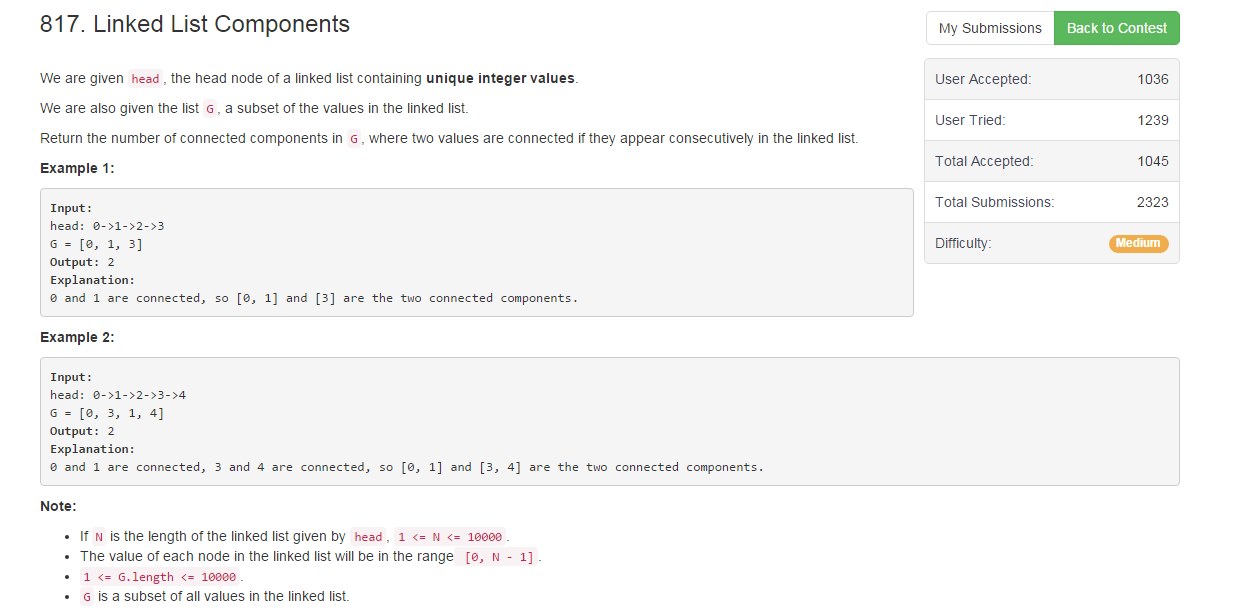 817. Linked List Components
My Submissions
Back to Contest
We are given head, the head node of a linked list containing unique integer values.
We are also given the list G, a subset of the values in the linked list.
Return the number of connected components in G, where two values are connected if they appear consecutively in the linked list.
User Accepted: 1036
User Tried: 1239
Total Accepted: 1045
Total Submissions: 2323
Difficulty: Medium
Example 1:
Input:
head: 0->1->2->3
G = [0, 1, 3]
Output: 2
Explanation:
0 and 1 are connected, so [0, 1] and [3] are the two connected components.
Example 2:
Input:
head: 0->1->2->3->4
G = [0, 3, 1, 4]
Output: 2
Explanation:
0 and 1 are connected, 3 and 4 are connected, so [0, 1] and [3, 4] are the two connected components.
Note:
• If N is the length of the linked list given by head, 1 <= N <= 10000.
• The value of each node in the linked list will be in the range [0, N - 1].
• 1 <= G.length <= 10000.
• G is a subset of all values in the linked list.